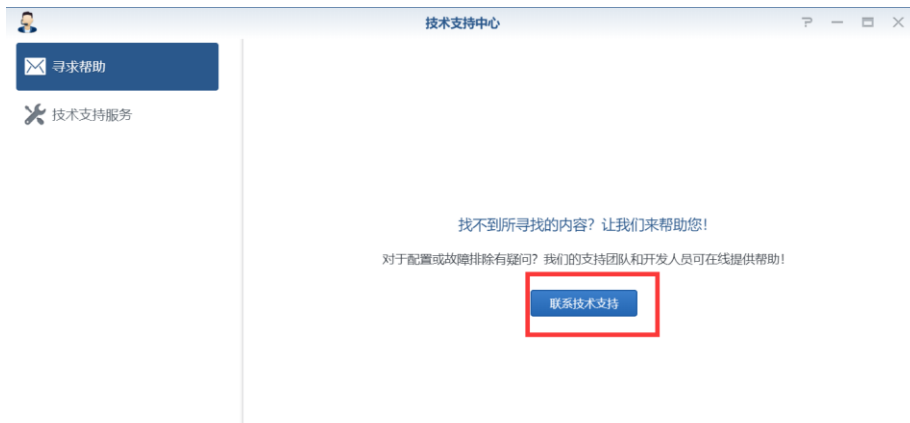 技术支持中心
寻求帮助
技术支持服务
找不到所寻找的内容？让我们来帮助您！
对于配置或故障排除有疑问？我们的支持团队和开发人员可在线提供帮助！
联系技术支持